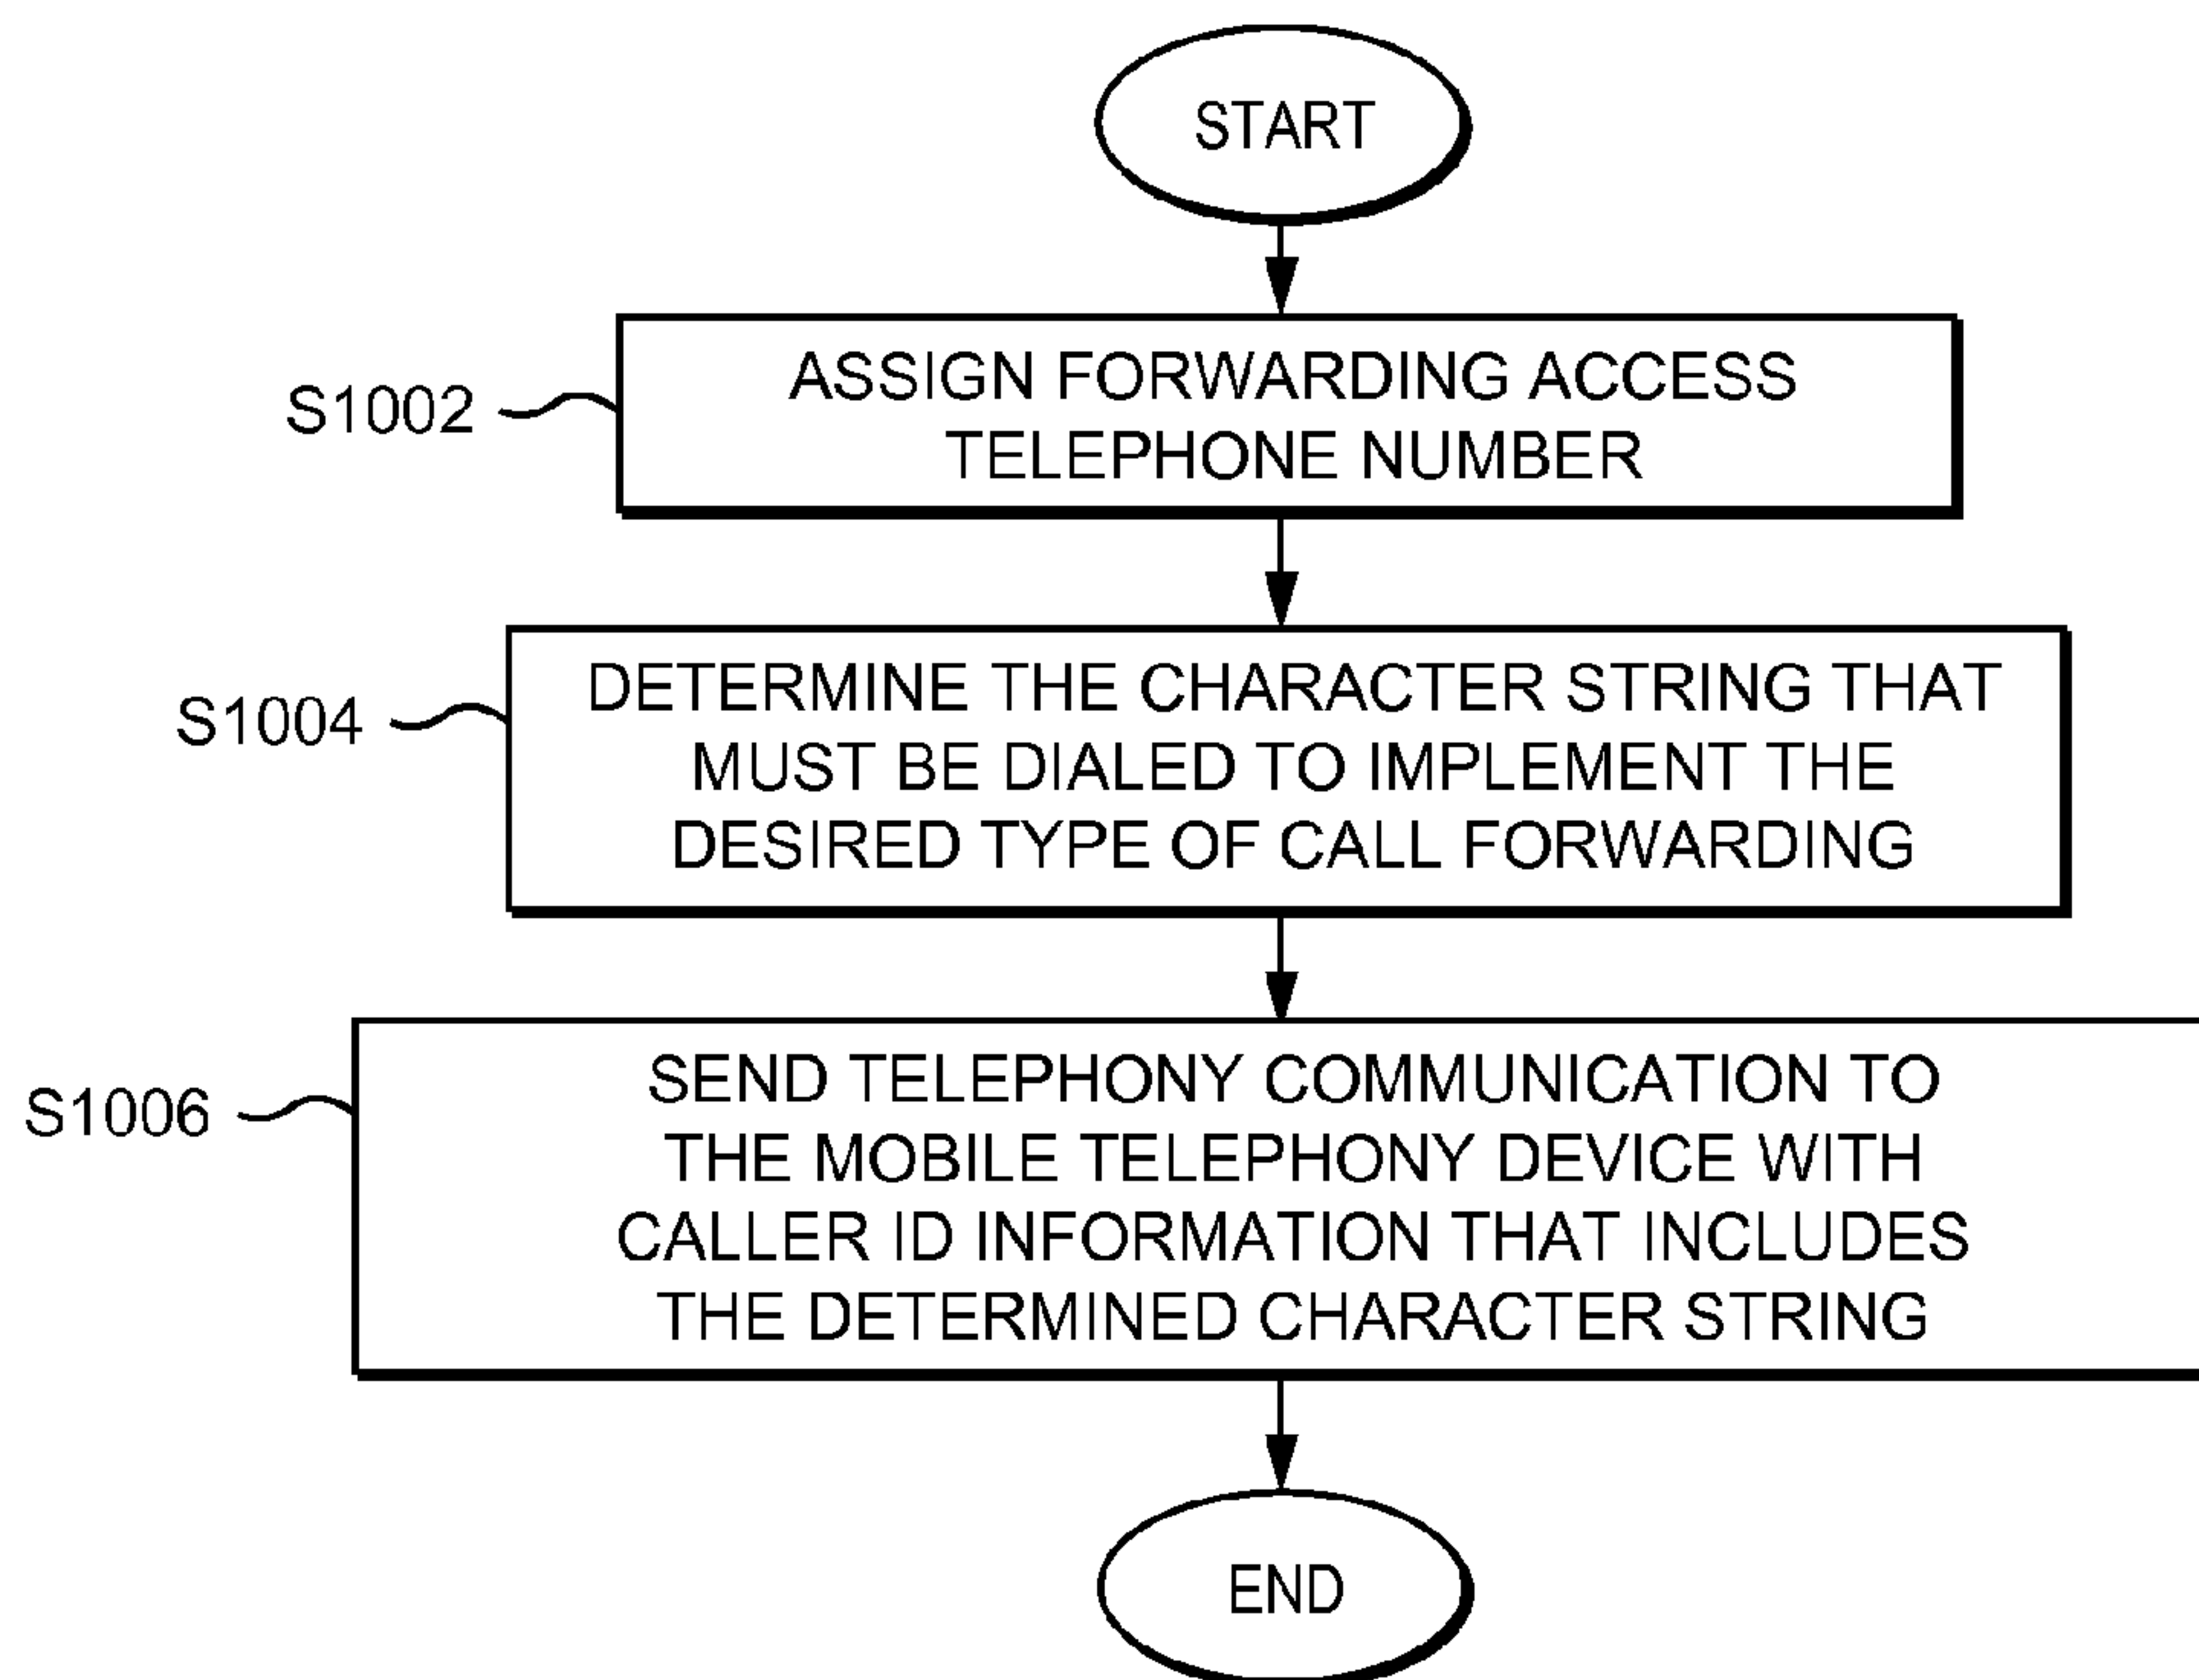 START
S1002
ASSIGN FORWARDING ACCESS
TELEPHONE NUMBER
S1004
DETERMINE THE CHARACTER STRING THAT
MUST BE DIALED TO IMPLEMENT THE
DESIRED TYPE OF CALL FORWARDING
S1006
SEND TELEPHONY COMMUNICATION TO
THE MOBILE TELEPHONY DEVICE WITH
CALLER ID INFORMATION THAT INCLUDES
THE DETERMINED CHARACTER STRING
END